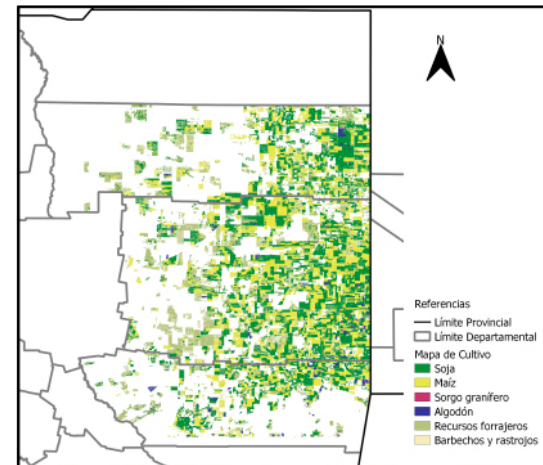 N
Referencias
Límite Provincial
Límite Departamental
Mapa de Cultivo
Soja
Maíz
Sorgo granífero
Algodón
Recursos forrajeros
Barbechos y rastrojos